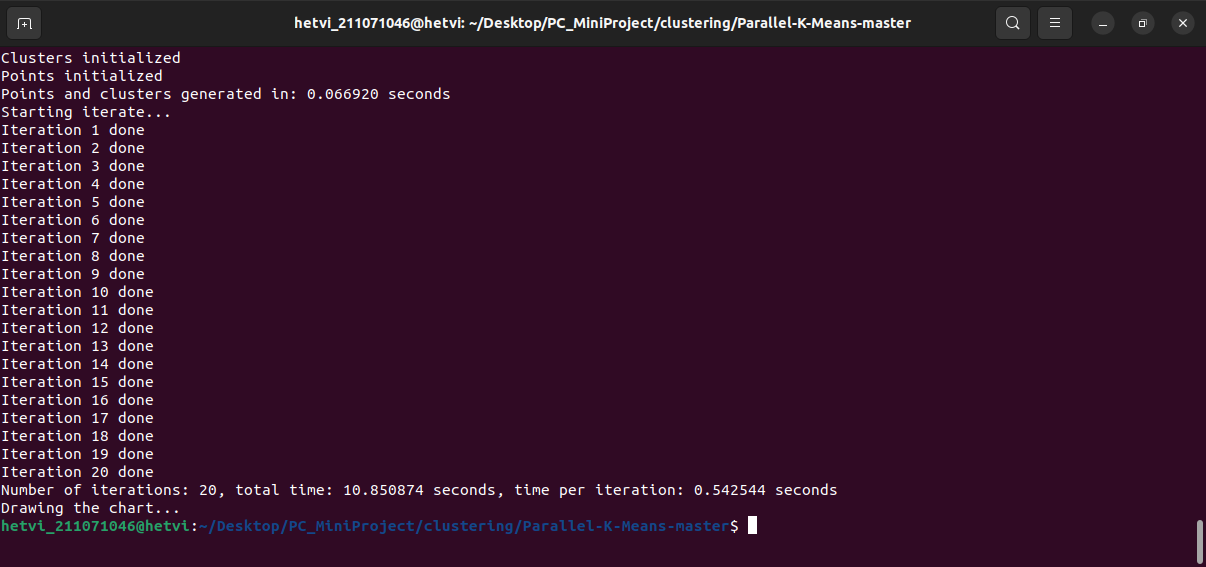 hetvi_211071046@hetvi: ~/Desktop/PC_MiniProject/clustering/Parallel-K-Means-master
Clusters initialized
Points initialized
Points and clusters generated in: 0.066920 seconds
Starting iterate...
Iteration 1 done
Iteration 2 done
Iteration 3 done
Iteration 4 done
Iteration 5 done
Iteration 6 done
Iteration 7 done
Iteration 8 done
Iteration 9 done
Iteration 10 done
Iteration 11 done
Iteration 12 done
Iteration 13 done
Iteration 14 done
Iteration 15 done
Iteration 16 done
Iteration 17 done
Iteration 18 done
Iteration 19 done
Iteration 20 done
Number of iterations: 20, total time: 10.850874 seconds, time per iteration: 0.542544 seconds
Drawing the chart...
hetvi_211071046@hetvi:~/Desktop/PC_MiniProject/clustering/Parallel-K-Means-master$